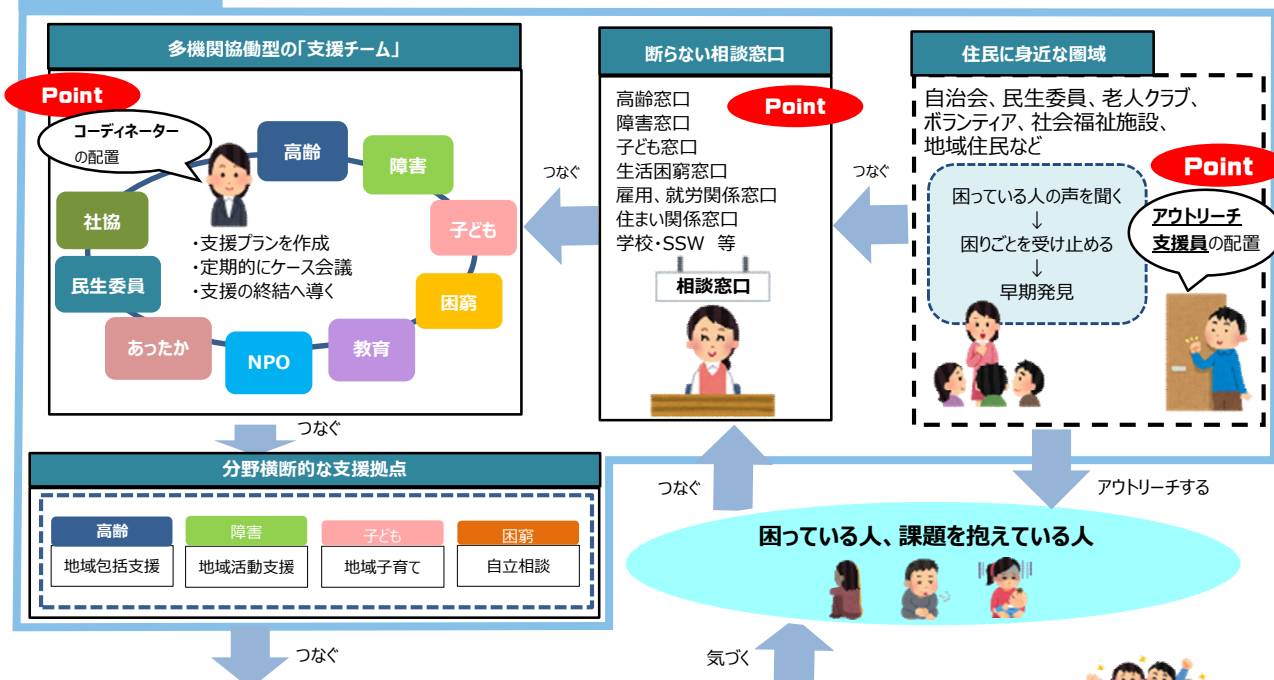 多機関協働型の「支援チーム」
Point
コーディネーター
の配置
高齢
障害
子ども
困窮
教育
NPO
あったか
民生委員
社協
・支援プランを作成
・定期的にケース会議
・支援の終結へ導く
つなぐ
断らない相談窓口
Point
高齢窓口
障害窓口
子ども窓口
生活困窮窓口
雇用、就労関係窓口
住まい関係窓口
学校・SSW 等
相談窓口
つなぐ
住民に身近な圏域
自治会、民生委員、老人クラブ、
ボランティア、社会福祉施設、
地域住民など
Point
困っている人の声を聞く
↓
困りごとを受け止める
↓
早期発見
アウトリーチ
支援員の配置
つなぐ
分野横断的な支援拠点
高齢
地域包括支援
障害
地域活動支援
子ども
地域子育て
困窮
自立相談
つなぐ
アウトリーチする
困っている人、課題を抱えている人
つなぐ
気づく